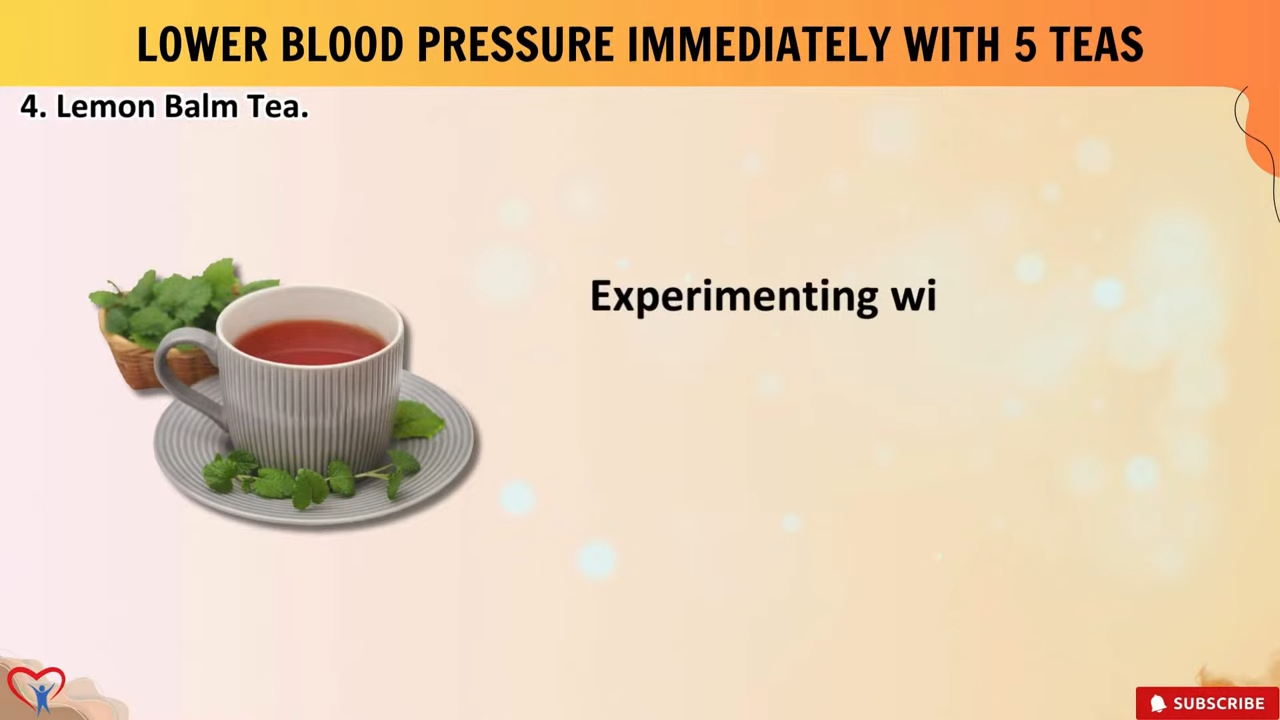 LOWER BLOOD PRESSURE IMMEDIATELY WITH 5 TEAS
4. Lemon Balm Tea.
Experimenting wi
SUBSCRIBE